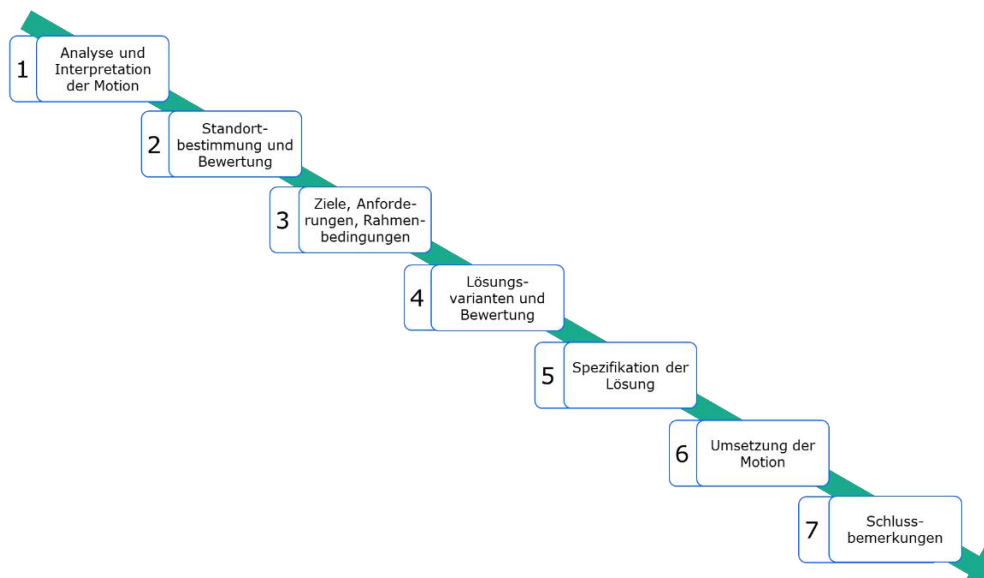 1
Analyse und
Interpretation
der Motion
2
Standort-
bestimmung und
Bewertung
3
Ziele, Anforde-
rungen, Rahmen-
bedingungen
4
Lösungs-
varianten und
Bewertung
5
Spezifikation der
Lösung
6
Umsetzung der
Motion
7
Schluss-
bemerkungen